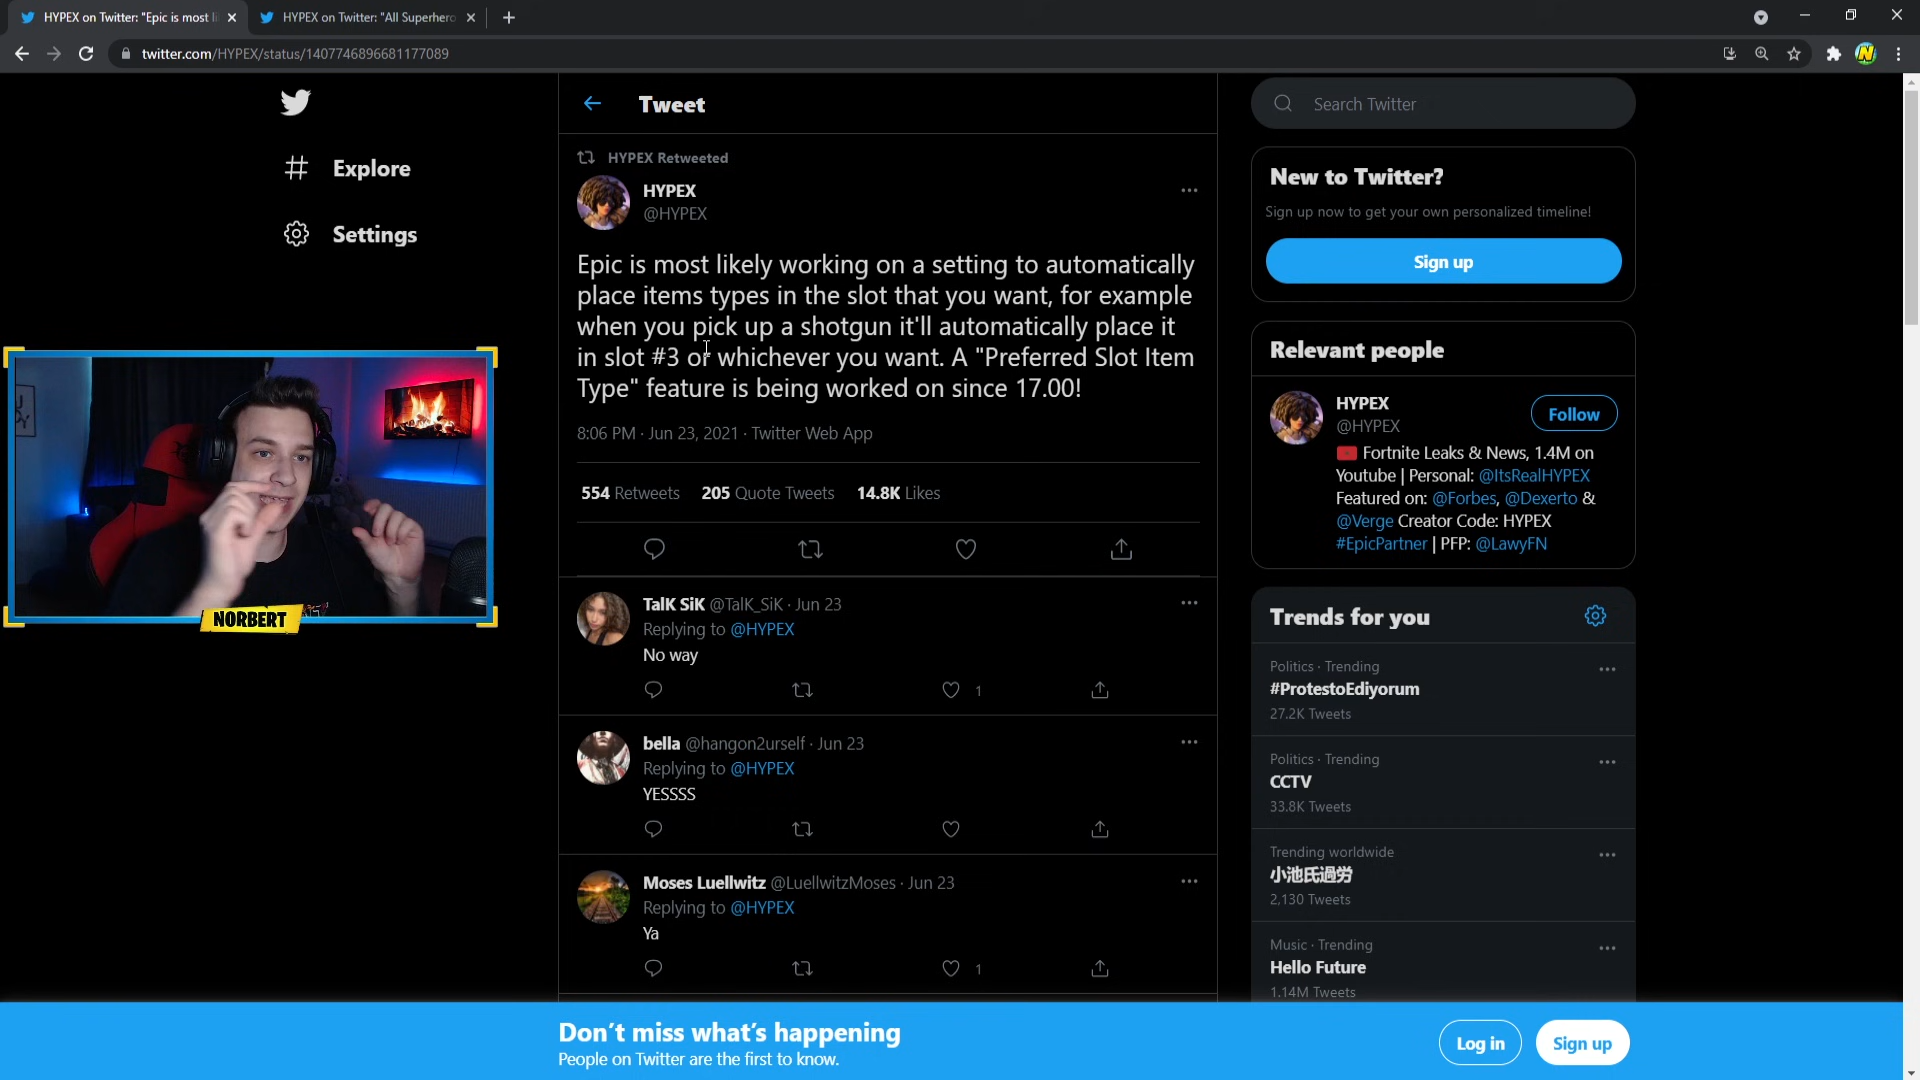 HYPEX on Twitter: "Epic is most li
HYPEX on Twitter: "All Superhero
twitter.com/HYPEX/status/1407746896681177089
Explore
Settings
NORBERT
Tweet
HYPEX Retweeted
HYPEX
@HYPEX
Epic is most likely working on a setting to automatically
place items types in the slot that you want, for example
when you pick up a shotgun it'll automatically place it
in slot #3 or whichever you want. A "Preferred Slot Item
Type" feature is being worked on since 17.00!
8:06 PM · Jun 23, 2021 · Twitter Web App
554 Retweets 205 Quote Tweets 14.8K Likes
TalK SiK @TalK_SiK · Jun 23
Replying to @HYPEX
No way
1
bella @hangon2urself · Jun 23
Replying to @HYPEX
YESSSS
Moses Luellwitz @LuellwitzMoses · Jun 23
Replying to @HYPEX
Ya
1
Search Twitter
New to Twitter?
Sign up now to get your own personalized timeline!
Sign up
Relevant people
HYPEX
@HYPEX
Follow
Fortnite Leaks & News, 1.4M on
Youtube | Personal: @ItsRealHYPEX
Featured on: @Forbes, @Dexerto &
@Verge Creator Code: HYPEX
#EpicPartner | PFP: @LawyFN
Trends for you
Politics · Trending
#ProtestoEdiyorum
27.2K Tweets
Politics · Trending
CCTV
33.8K Tweets
Trending worldwide
小池氏過労
2,130 Tweets
Music · Trending
Hello Future
1.14M Tweets
Don't miss what's happening
People on Twitter are the first to know.
Log in
Sign up